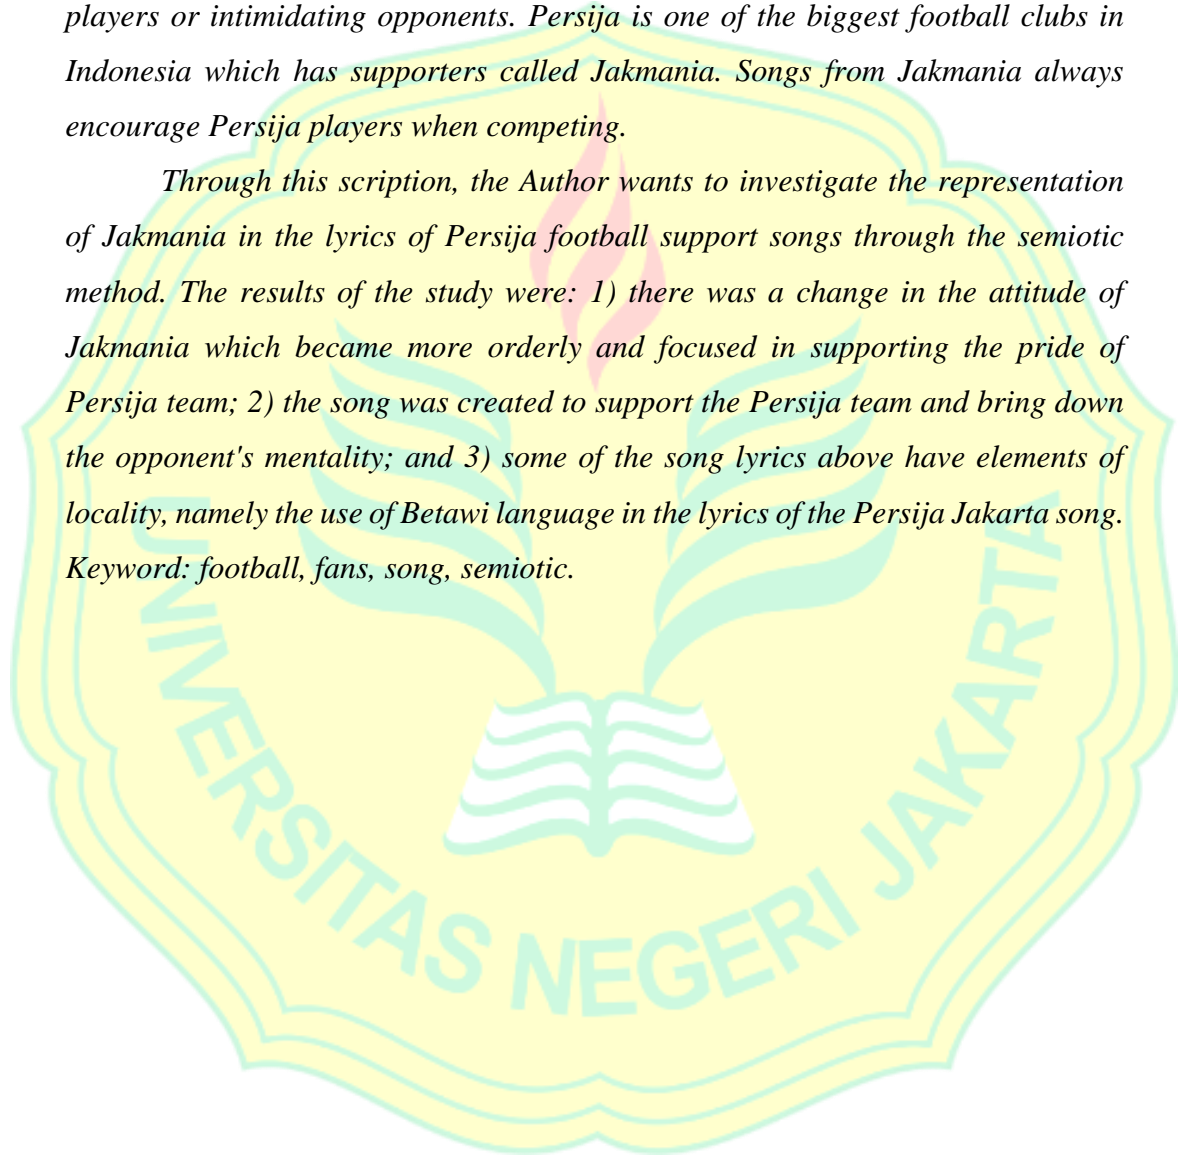 players or intimidating opponents. Persija is one of the biggest football clubs in
Indonesia which has supporters called Jakmania. Songs from Jakmania always
encourage Persija players when competing.
Through this scription, the Author wants to investigate the representation
of Jakmania in the lyrics of Persija football support songs through the semiotic
method. The results of the study were: 1) there was a change in the attitude of
Jakmania which became more orderly and focused in supporting the pride of
Persija team; 2) the song was created to support the Persija team and bring down
the opponent's mentality; and 3) some of the song lyrics above have elements of
locality, namely the use of Betawi language in the lyrics of the Persija Jakarta song.
Keyword: football, fans, song, semiotic.
UNIVERSITAS NEGERI JAKARTA